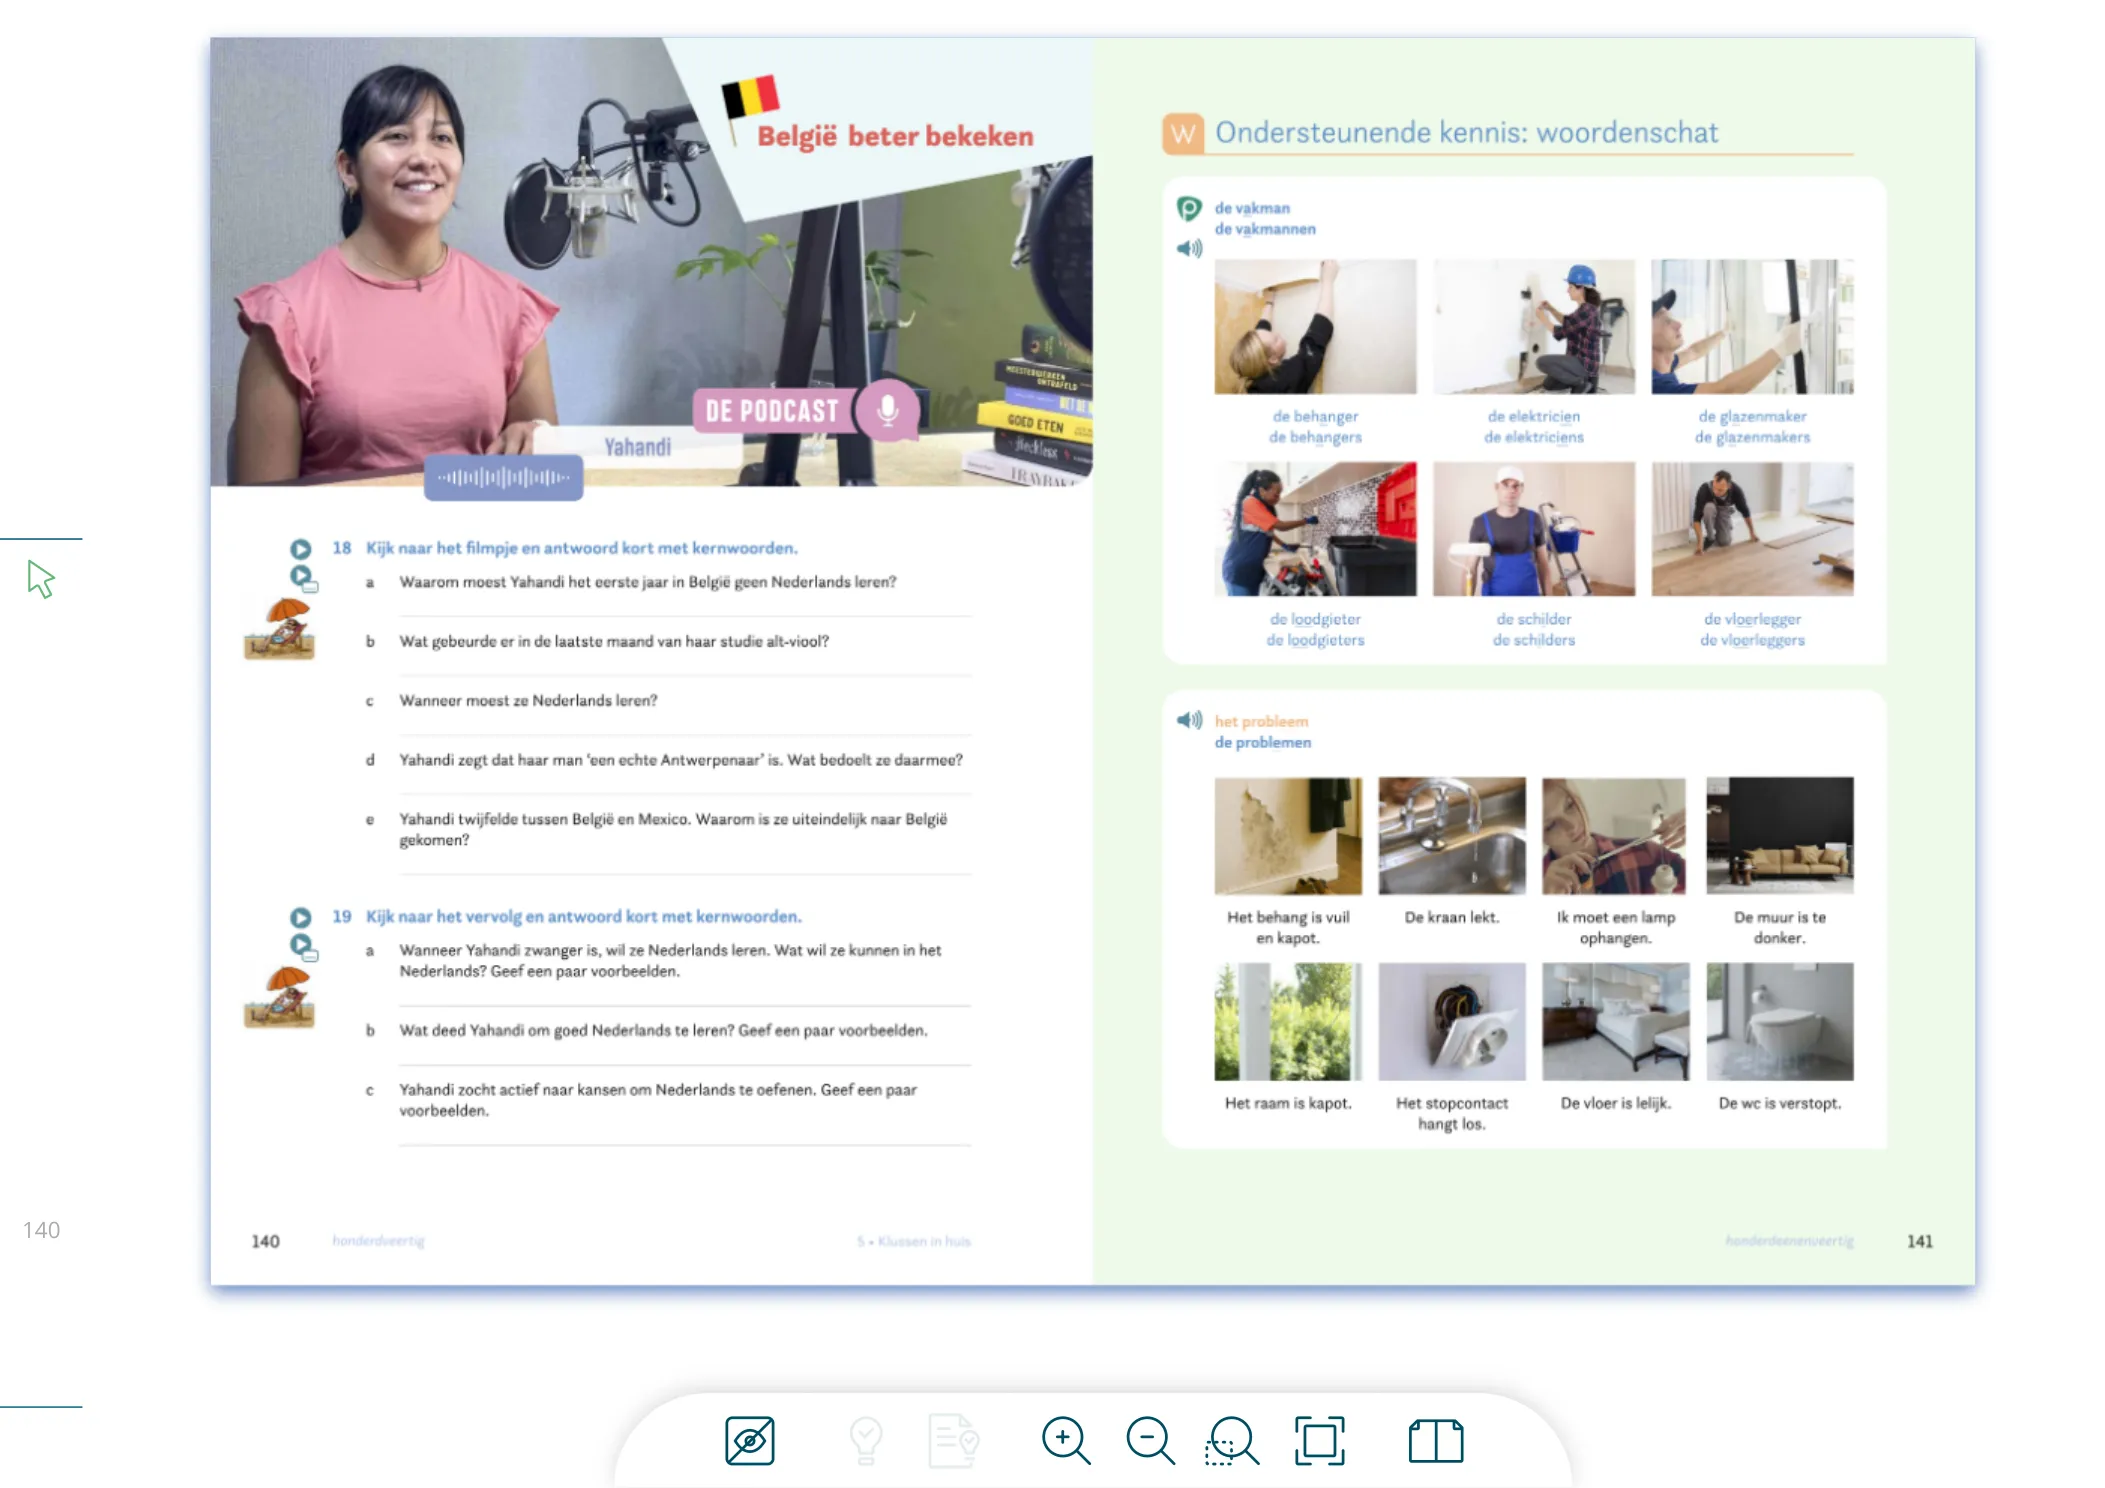 België beter bekeken
DE PODCAST
Yahandi
MEESTERWERKEN
ONTRAFELD
GOED ETEN
18 Kijk naar het filmpje en antwoord kort met kernwoorden.
a Waarom moest Yahandi het eerste jaar in België geen Nederlands leren?
b Wat gebeurde er in de laatste maand van haar studie alt-viool?
c Wanneer moest ze Nederlands leren?
d Yahandi zegt dat haar man ‘een echte Antwerpenaar’ is. Wat bedoelt ze daarmee?
e Yahandi twijfelde tussen België en Mexico. Waarom is ze uiteindelijk naar België
gekomen?
19 Kijk naar het vervolg en antwoord kort met kernwoorden.
a Wanneer Yahandi zwanger is, wil ze Nederlands leren. Wat wil ze kunnen in het
Nederlands? Geef een paar voorbeelden.
b Wat deed Yahandi om goed Nederlands te leren? Geef een paar voorbeelden.
c Yahandi zocht actief naar kansen om Nederlands te oefenen. Geef een paar
voorbeelden.
140 honderdveertig 5 • Klussen in huis
W Ondersteunende kennis: woordenschat
de vakman
de vakmannen
de behanger
de behangers
de elektricien
de elektriciens
de glazenmaker
de glazenmakers
de loodgieter
de loodgieters
de schilder
de schilders
de vloerlegger
de vloerleggers
het probleem
de problemen
Het behang is vuil
en kapot.
De kraan lekt.
Ik moet een lamp
ophangen.
De muur is te
donker.
Het raam is kapot.
Het stopcontact
hangt los.
De vloer is lelijk.
De wc is verstopt.
honderdeenenveertig 141
140